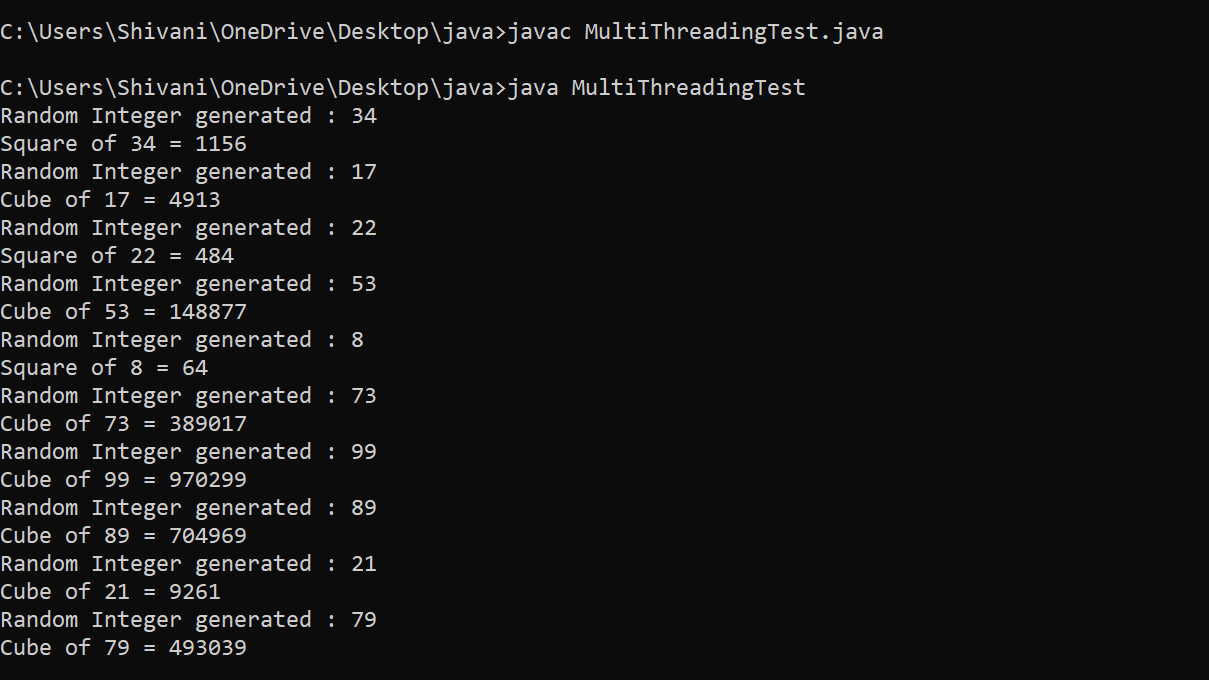 C:\Users\Shivani\OneDrive\Desktop\java>javac MultiThreadingTest.java
C:\Users\Shivani\OneDrive\Desktop\java>java MultiThreadingTest
Random Integer generated : 34
Square of 34 = 1156
Random Integer generated : 17
Cube of 17 = 4913
Random Integer generated : 22
Square of 22 = 484
Random Integer generated : 53
Cube of 53 = 148877
Random Integer generated : 8
Square of 8 = 64
Random Integer generated : 73
Cube of 73 = 389017
Random Integer generated : 99
Cube of 99 = 970299
Random Integer generated : 89
Cube of 89 = 704969
Random Integer generated : 21
Cube of 21 = 9261
Random Integer generated : 79
Cube of 79 = 493039